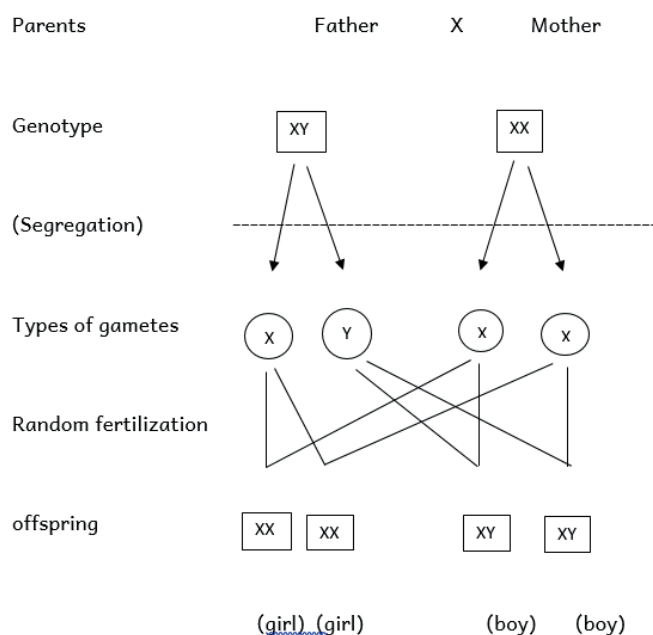 Parents Father X Mother
Genotype XY XX
(Segregation)
Types of gametes X Y X X
Random fertilization
offspring XX XX XY XY
(girl) (girl) (boy) (boy)